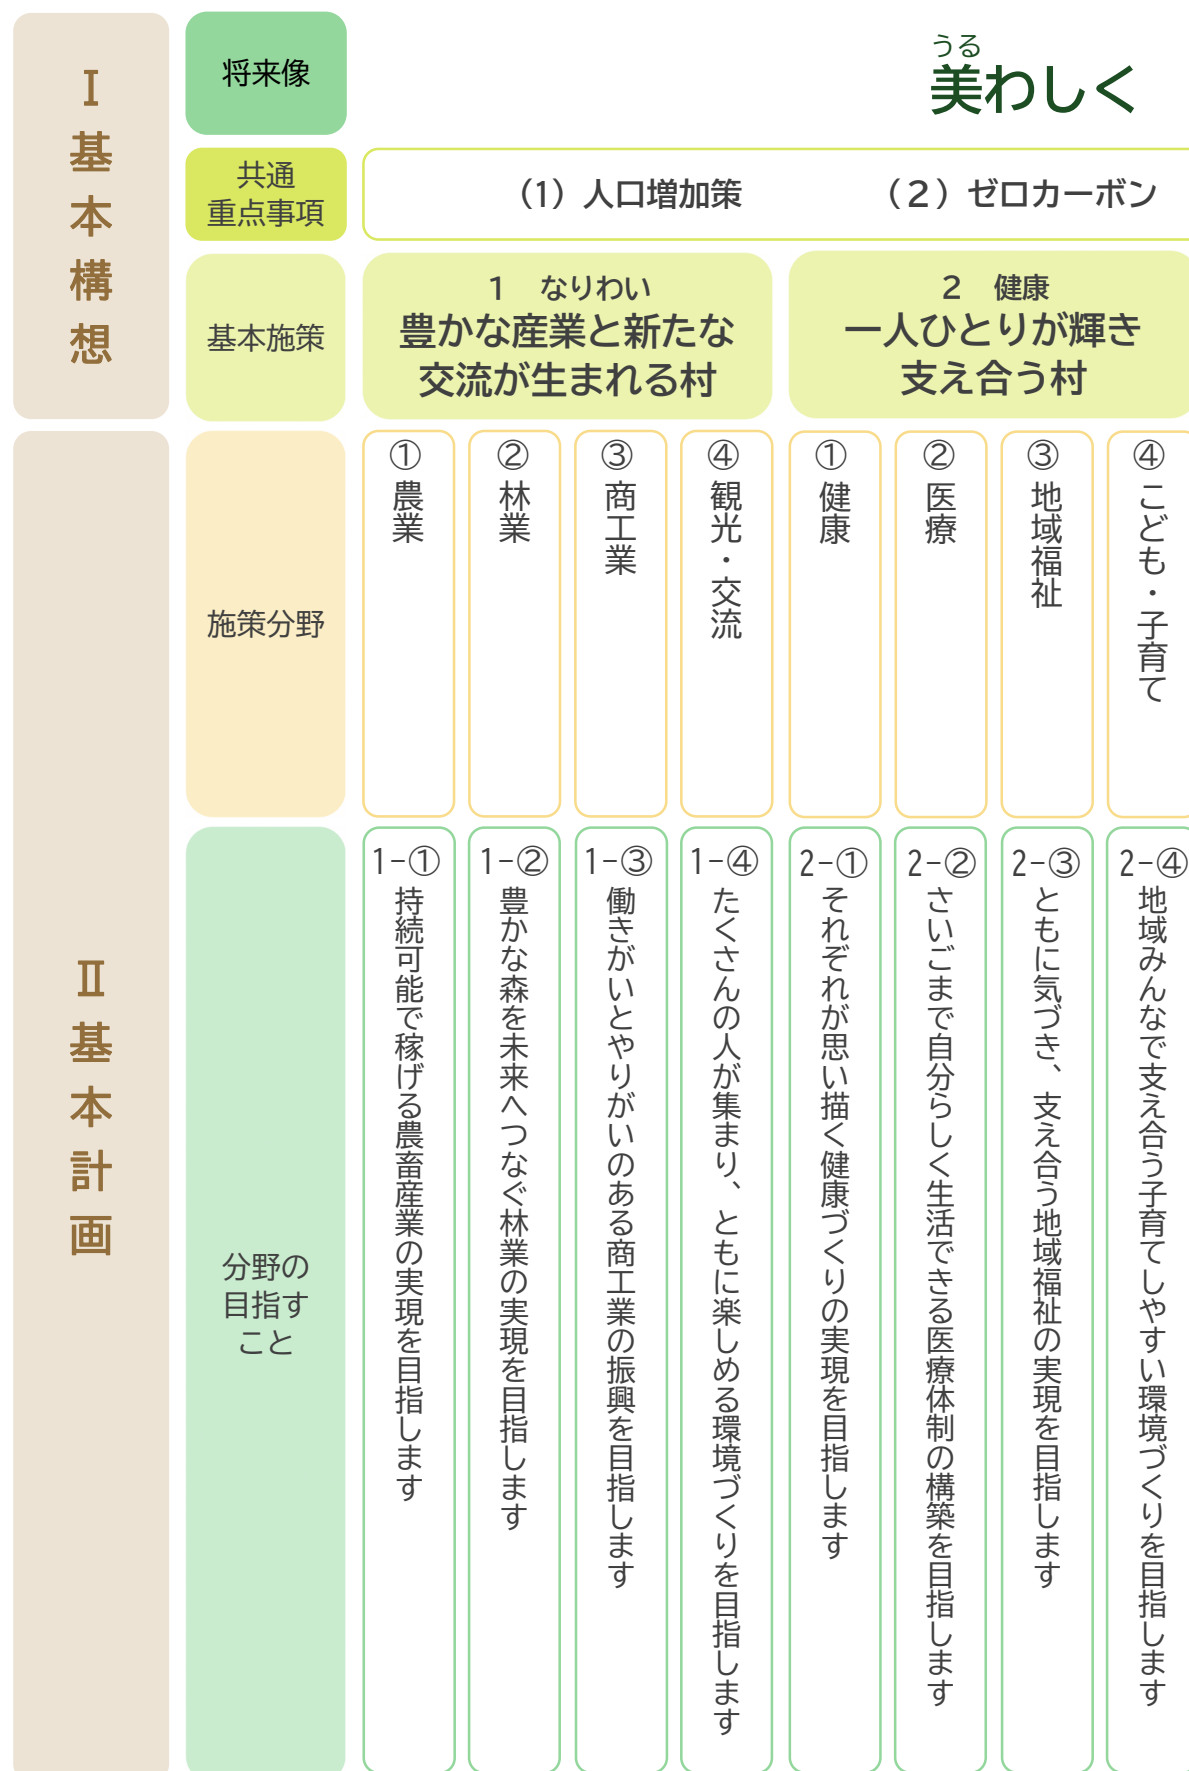 Ⅰ基本構想
将来像
うる
美わしく
共通
重点事項
（1）人口増加策
（２）ゼロカーボン
基本施策
1　なりわい
豊かな産業と新たな
交流が生まれる村
2　健康
一人ひとりが輝き
支え合う村
Ⅱ基本計画
施策分野
①農業
②林業
③商工業
④観光・交流
①健康
②医療
③地域福祉
④こども・子育て
分野の
目指す
こと
1-①
持続可能で稼げる農畜産業の実現を目指します
1-②
豊かな森を未来へつなぐ林業の実現を目指します
1-③
働きがいとやりがいのある商工業の振興を目指します
1-④
たくさんの人が集まり、ともに楽しめる環境づくりを目指します
2-①
それぞれが思い描く健康づくりの実現を目指します
2-②
さいごまで自分らしく生活できる医療体制の構築を目指します
2-③
ともに気づき、支え合う地域福祉の実現を目指します
2-④
地域みんなで支え合う子育てしやすい環境づくりを目指します